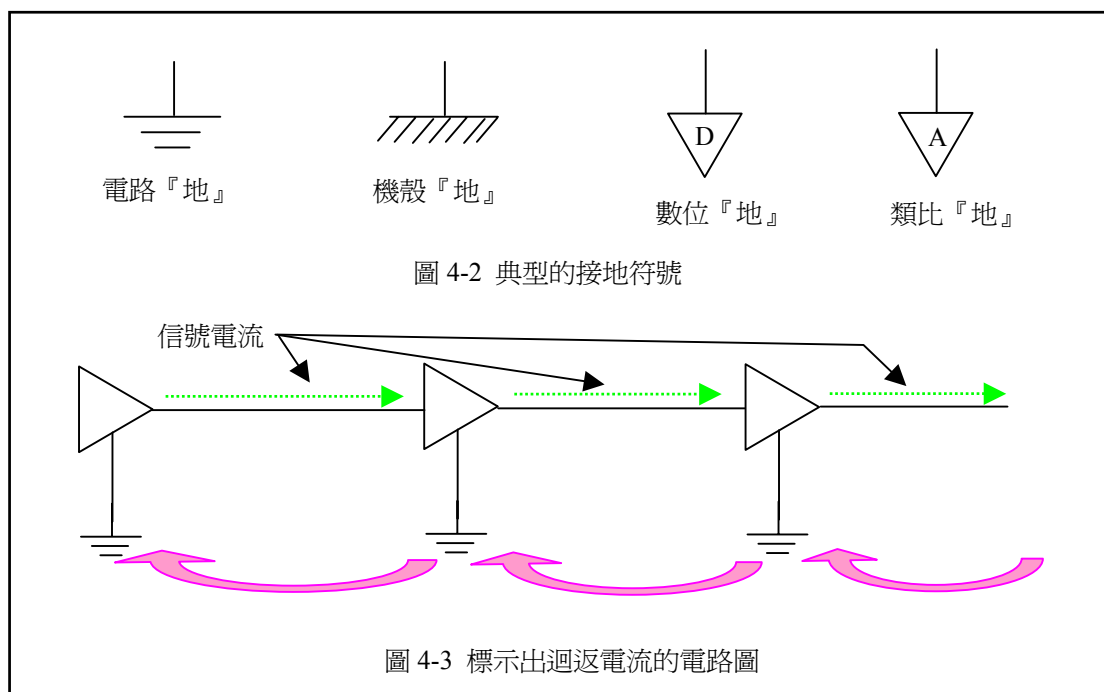 D
A
電路『地』
機殼『地』
數位『地』
類比『地』
圖 4-2 典型的接地符號
信號電流
圖 4-3 標示出迴返電流的電路圖